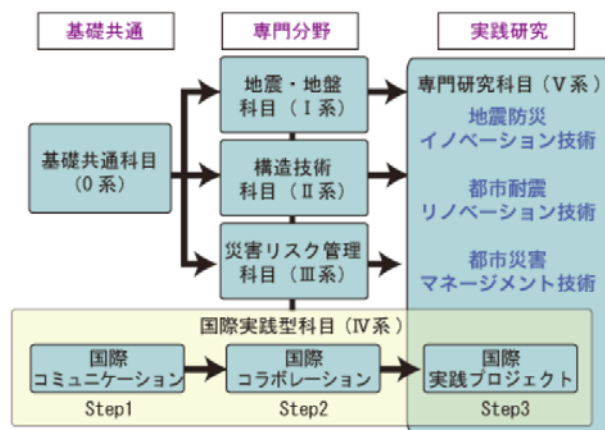 基礎共通
専門分野
実践研究
基礎共通科目
(0 系)
地震・地盤
科目(Ⅰ系)
構造技術
科目(Ⅱ系)
災害リスク管理
科目(Ⅲ系)
専門研究科目(Ⅴ系)
地震防災
イノベーション技術
都市耐震
リノベーション技術
都市災害
マネージメント技術
国際実践型科目(Ⅳ系)
国際
コミュニケーション
Step1
国際
コラボレーション
Step2
国際
実践プロジェクト
Step3